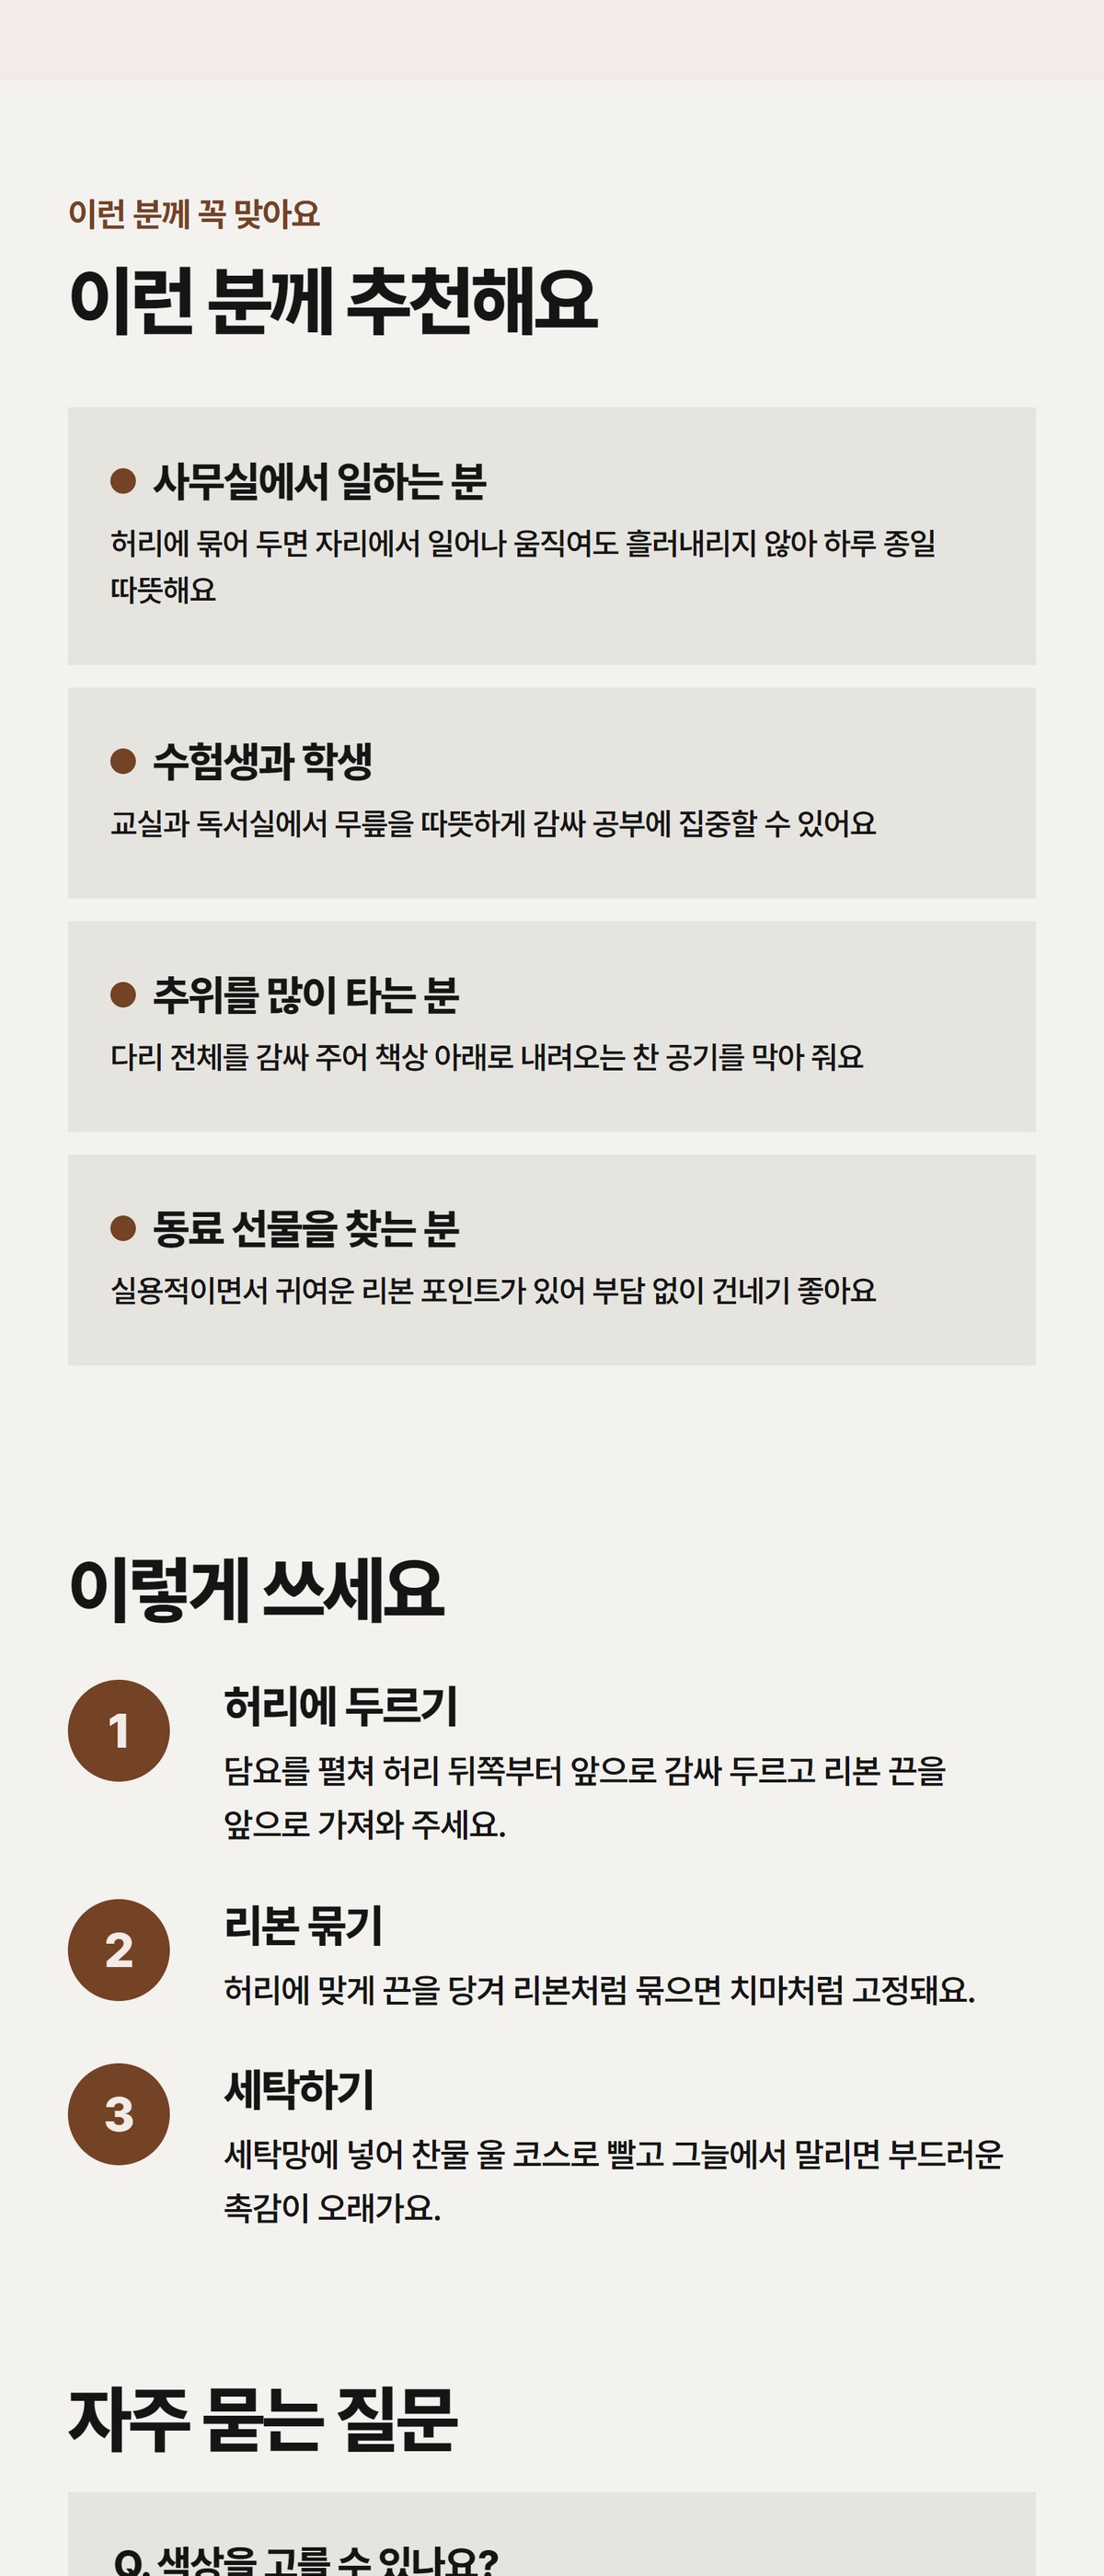 이런 분께 꼭 맞아요
이런 분께 추천해요
사무실에서 일하는 분
허리에 묶어 두면 자리에서 일어나 움직여도 흘러내리지 않아 하루 종일
따뜻해요
수험생과 학생
교실과 독서실에서 무릎을 따뜻하게 감싸 공부에 집중할 수 있어요
추위를 많이 타는 분
다리 전체를 감싸 주어 책상 아래로 내려오는 찬 공기를 막아 줘요
동료 선물을 찾는 분
실용적이면서 귀여운 리본 포인트가 있어 부담 없이 건네기 좋아요
이렇게 쓰세요
1
허리에 두르기
담요를 펼쳐 허리 뒤쪽부터 앞으로 감싸 두르고 리본 끈을
앞으로 가져와 주세요.
2
리본 묶기
허리에 맞게 끈을 당겨 리본처럼 묶으면 치마처럼 고정돼요.
3
세탁하기
세탁망에 넣어 찬물 울 코스로 빨고 그늘에서 말리면 부드러운
촉감이 오래가요.
자주 묻는 질문
Q. 색상을 고를 수 있나요?